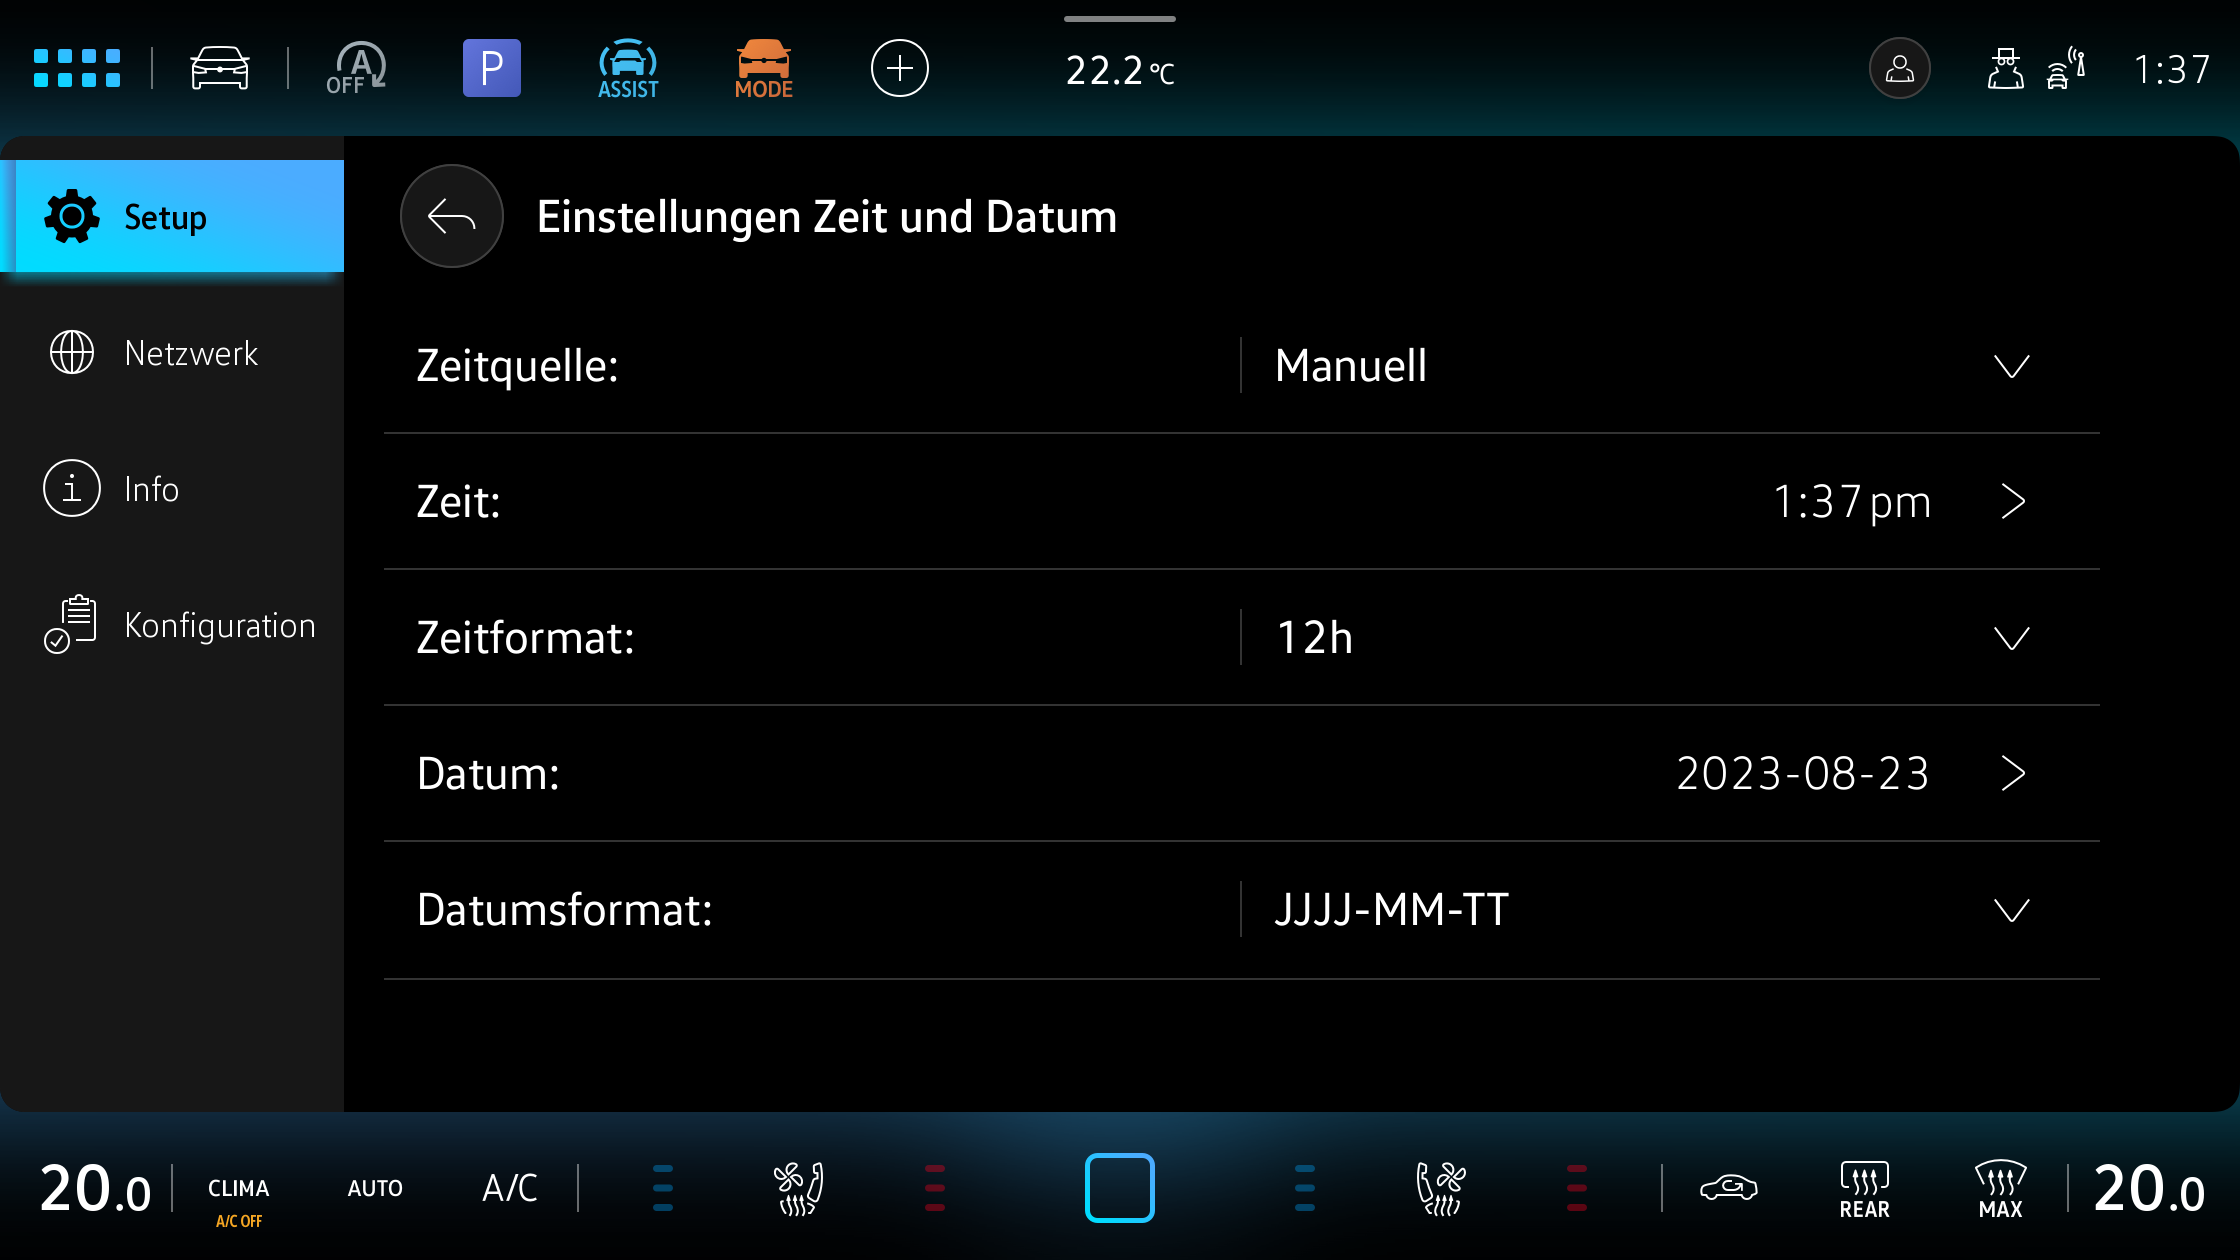 A
OFF
P
ASSIST
MODE
22.2 °C
1:37
Setup
Netzwerk
Info
Konfiguration
Einstellungen Zeit und Datum
Zeitquelle:
Manuell
Zeit:
1:37 pm
Zeitformat:
12h
Datum:
2023-08-23
Datumsformat:
JJJJ-MM-TT
20.0
CLIMA
A/C OFF
AUTO
A/C
REAR
MAX
20.0